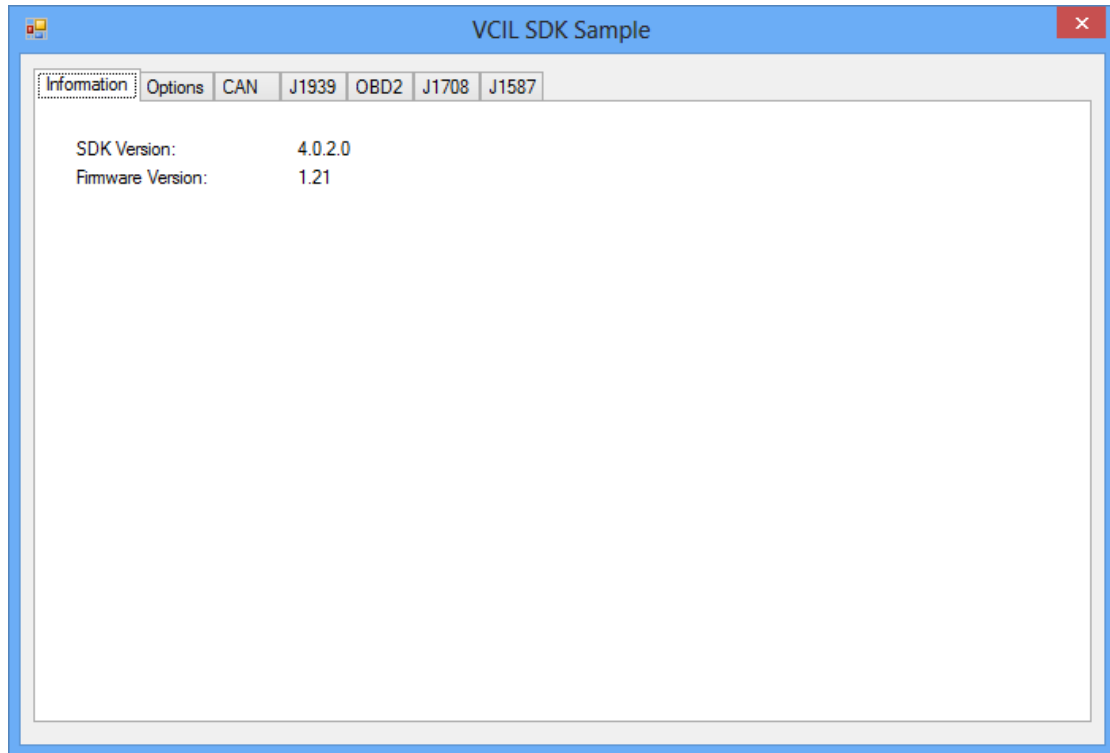 VCIL SDK Sample
Information Options CAN J1939 OBD2 J1708 J1587
SDK Version: 4.0.2.0
Firmware Version: 1.21